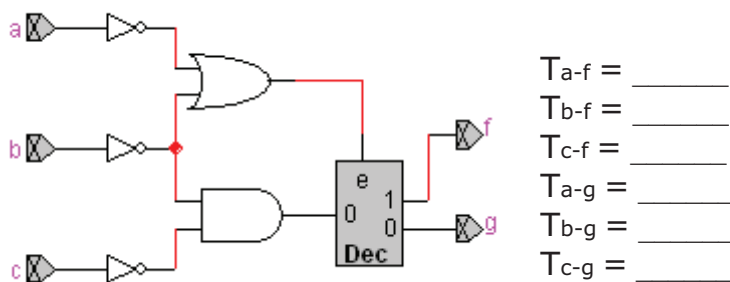 a
b
c
e
0
1
0
Dec
f
g
Ta-f = ______
Tb-f = ______
Tc-f = ______
Ta-g = ______
Tb-g = ______
Tc-g = ______